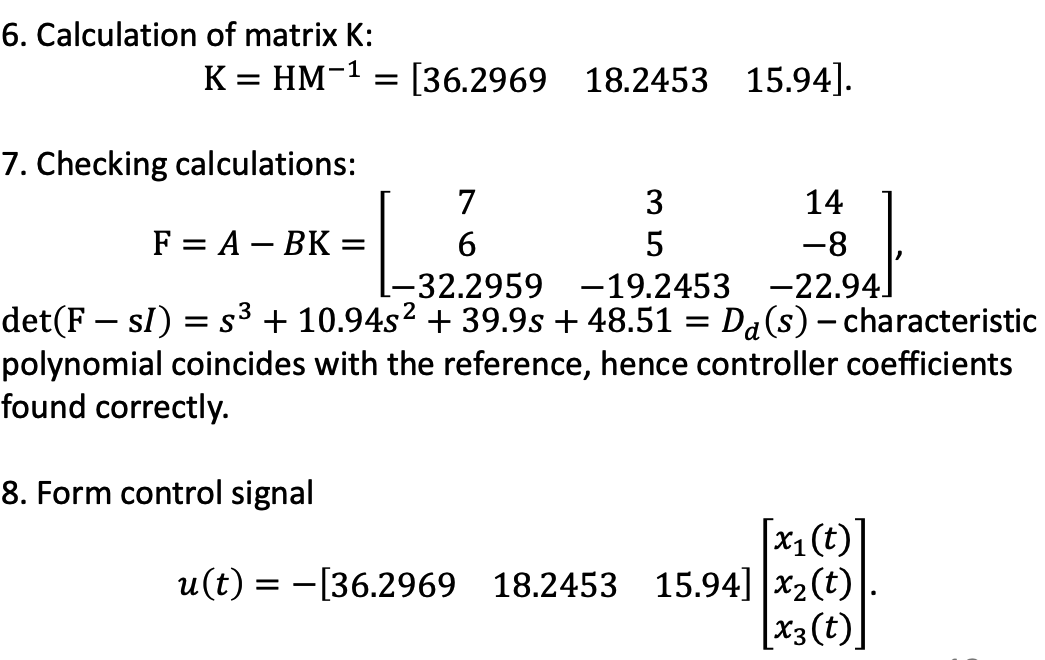 6. Calculation of matrix K:
K = HM⁻¹ = [36.2969 18.2453 15.94].
7. Checking calculations:
7 3 14
F = A − BK = [ 6 5 −8 ],
−32.2959 −19.2453 −22.94
det(F − sI) = s³ + 10.94s² + 39.9s + 48.51 = D_d(s) – characteristic
polynomial coincides with the reference, hence controller coefficients
found correctly.
8. Form control signal
x₁(t)
u(t) = −[36.2969 18.2453 15.94] [x₂(t)].
x₃(t)